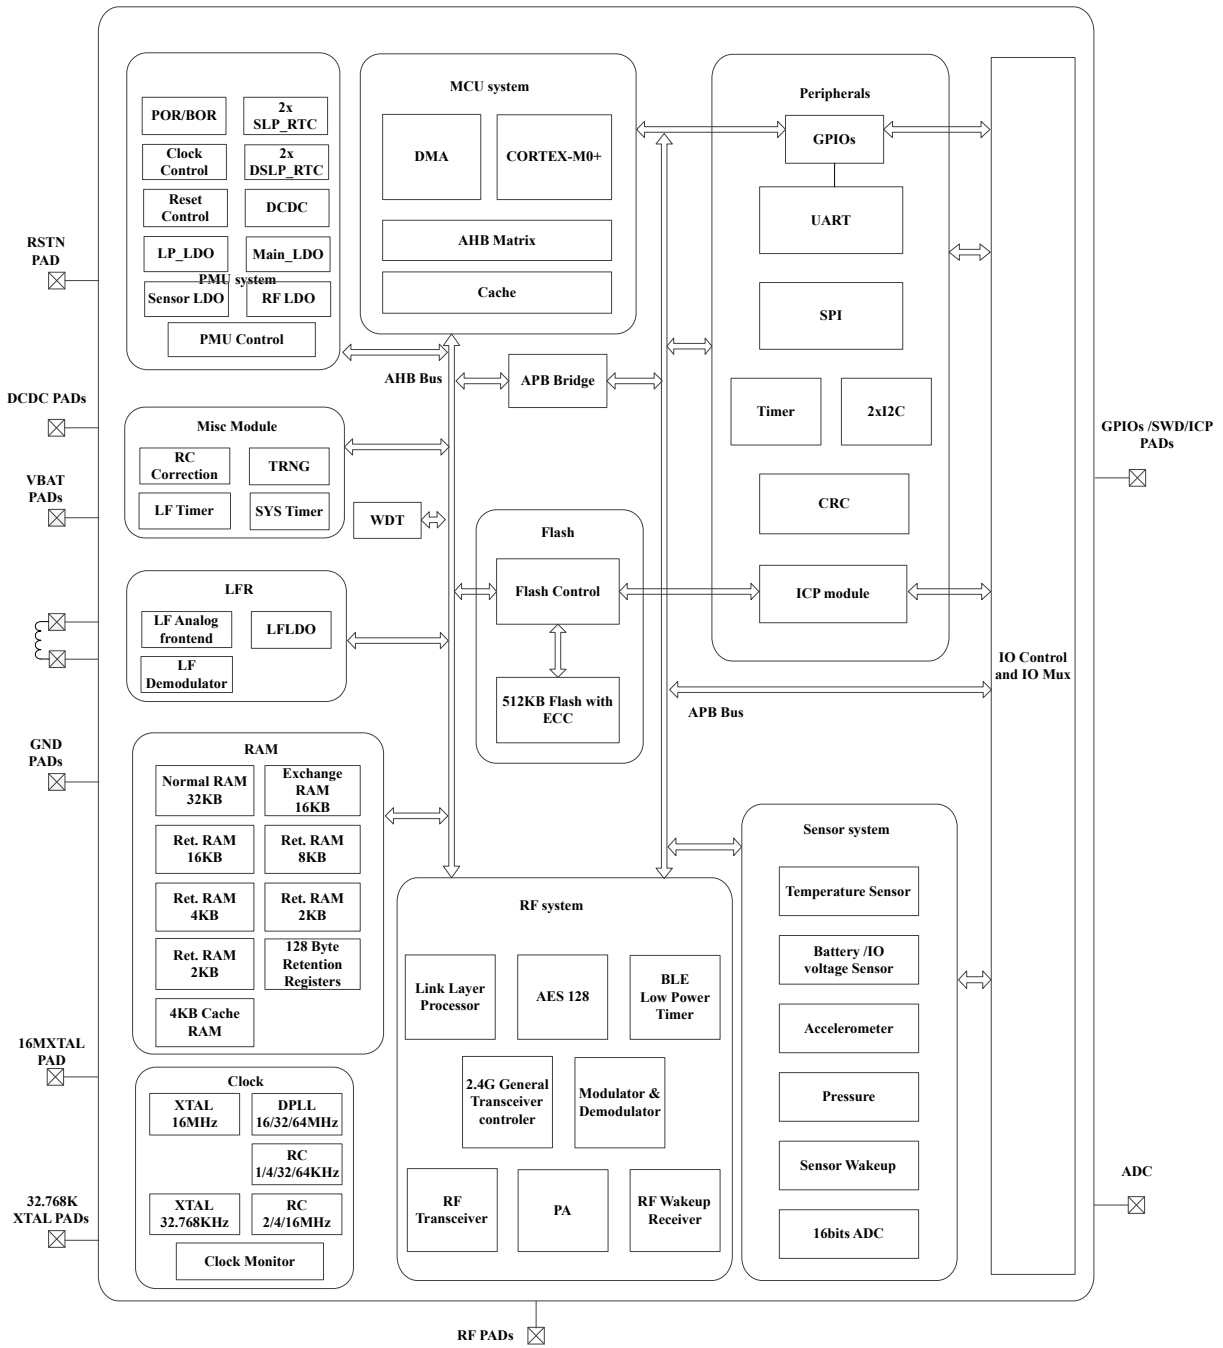 RSTN
PAD
DCDC PADs
VBAT
PADs
GND
PADs
16MXTAL
PAD
32.768K
XTAL PADs
POR/BOR
2x
SLP_RTC
Clock
Control
2x
DSLP_RTC
Reset
Control
DCDC
LP_LDO
Main_LDO
PMU system
Sensor LDO
RF LDO
PMU Control
Misc Module
RC
Correction
TRNG
LF Timer
SYS Timer
WDT
LFR
LF Analog
frontend
LFLDO
LF
Demodulator
RAM
Normal RAM
32KB
Exchange
RAM
16KB
Ret. RAM
16KB
Ret. RAM
8KB
Ret. RAM
4KB
Ret. RAM
2KB
Ret. RAM
2KB
128 Byte
Retention
Registers
4KB Cache
RAM
Clock
XTAL
16MHz
DPLL
16/32/64MHz
RC
1/4/32/64KHz
XTAL
32.768KHz
RC
2/4/16MHz
Clock Monitor
MCU system
DMA
CORTEX-M0+
AHB Matrix
Cache
AHB Bus
APB Bridge
Flash
Flash Control
512KB Flash with
ECC
APB Bus
RF system
Link Layer
Processor
AES 128
BLE
Low Power
Timer
2.4G General
Transceiver
controler
Modulator &
Demodulator
RF
Transceiver
PA
RF Wakeup
Receiver
RF PADs
Peripherals
GPIOs
UART
SPI
Timer
2xI2C
CRC
ICP module
Sensor system
Temperature Sensor
Battery /IO
voltage Sensor
Accelerometer
Pressure
Sensor Wakeup
16bits ADC
IO Control
and IO Mux
GPIOs /SWD/ICP
PADs
ADC